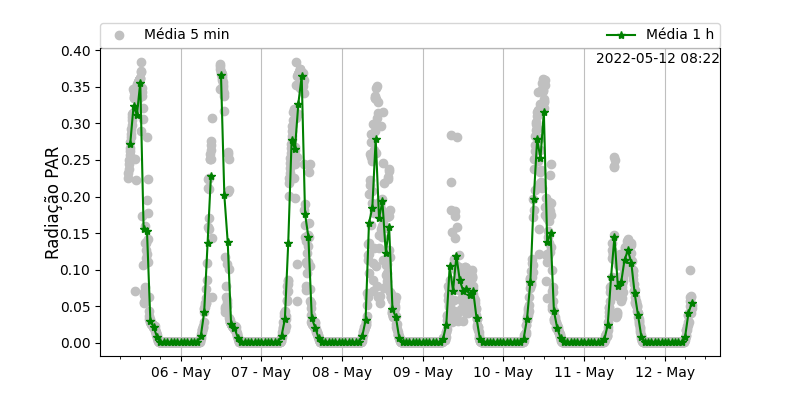 Média 5 min
Média 1 h
2022-05-12 08:22
Radiação PAR
0.40
0.35
0.30
0.25
0.20
0.15
0.10
0.05
0.00
06 - May
07 - May
08 - May
09 - May
10 - May
11 - May
12 - May